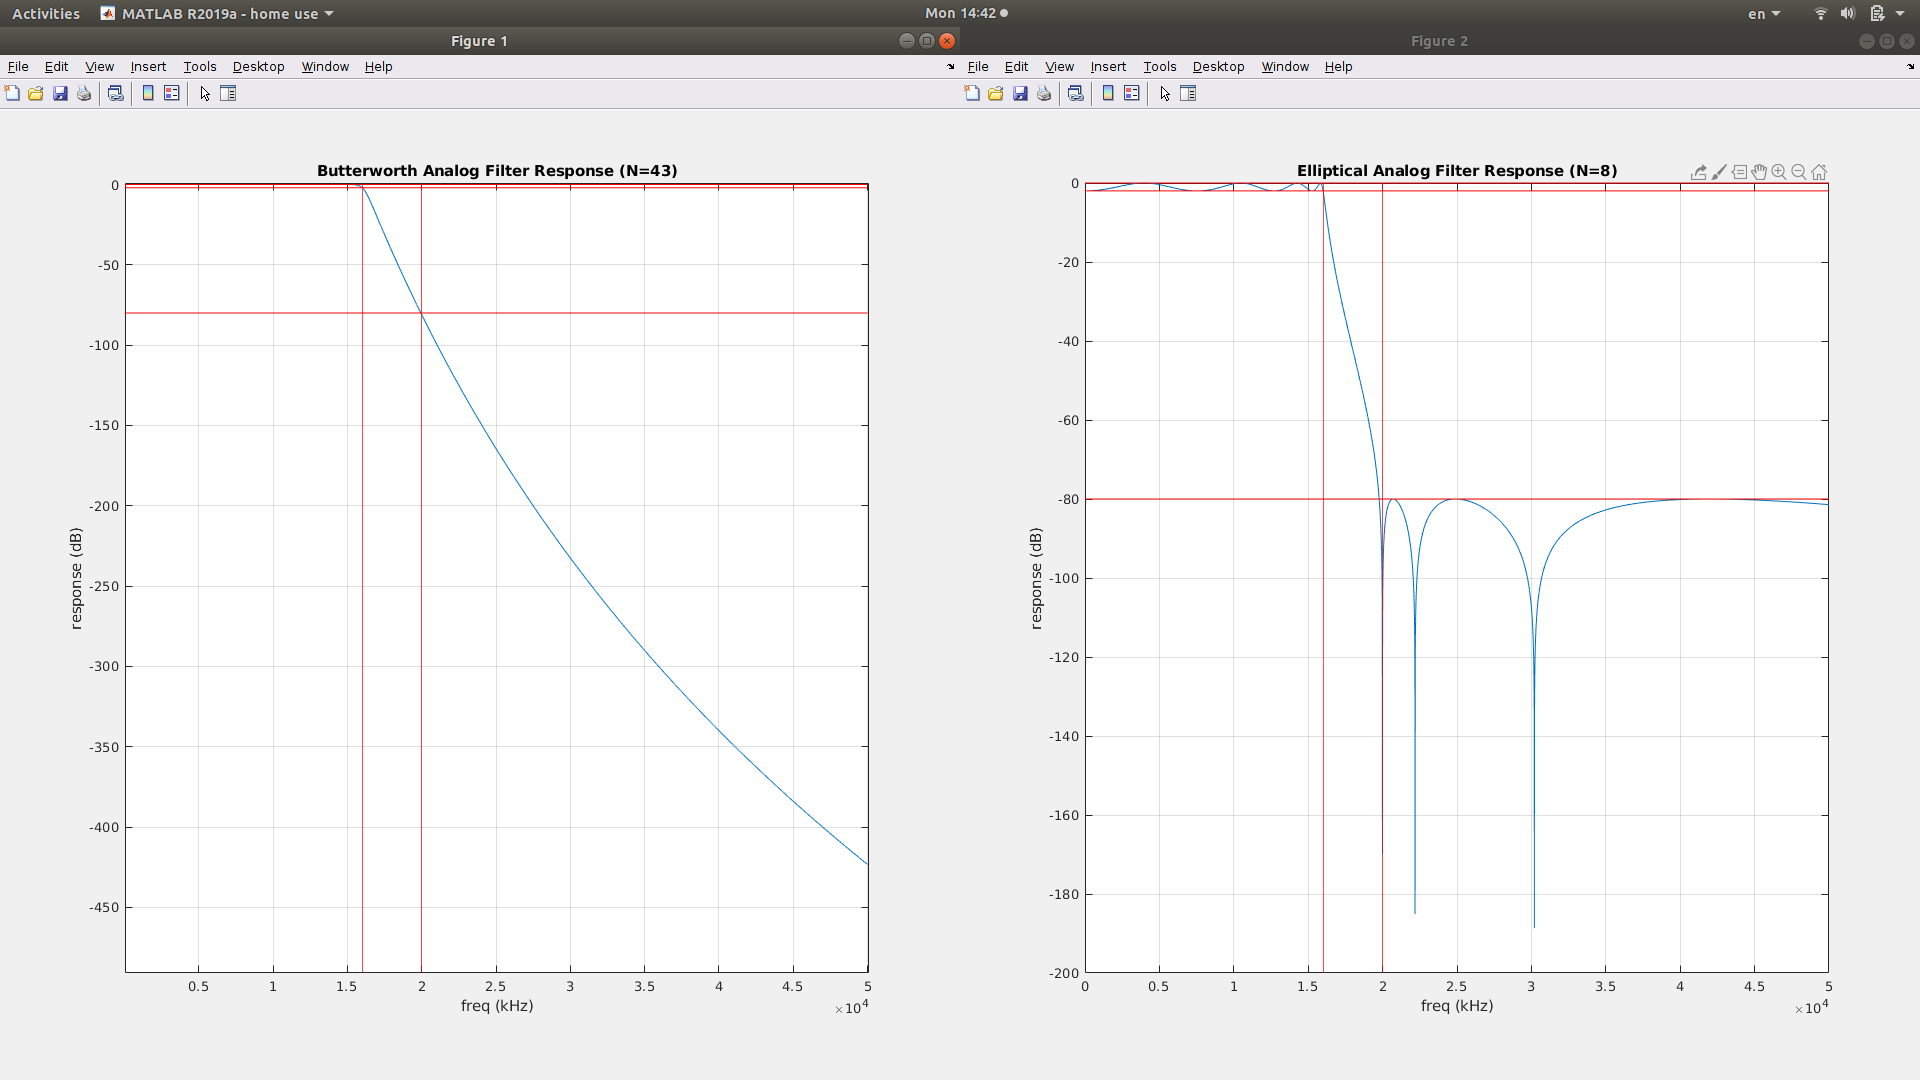 Activities MATLAB R2019a - home use Mon 14:42 en
Figure 1
File Edit View Insert Tools Desktop Window Help
Butterworth Analog Filter Response (N=43)
0
-50
-100
-150
-200
-250
-300
-350
-400
-450
response (dB)
0.5 1 1.5 2 2.5 3 3.5 4 4.5 5
freq (kHz)
×10^4
Figure 2
File Edit View Insert Tools Desktop Window Help
Elliptical Analog Filter Response (N=8)
0
-20
-40
-60
-80
-100
-120
-140
-160
-180
-200
response (dB)
0 0.5 1 1.5 2 2.5 3 3.5 4 4.5 5
freq (kHz)
×10^4